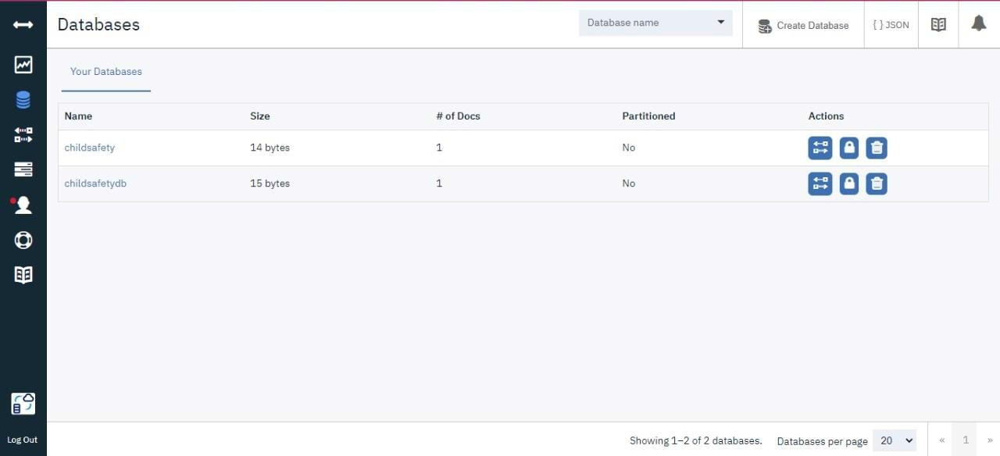 Databases
Database name
Create Database
{ } JSON
Your Databases
Name Size # of Docs Partitioned Actions
childsafety 14 bytes 1 No
childsafetydb 15 bytes 1 No
Log Out
Showing 1–2 of 2 databases. Databases per page 20 « 1 »